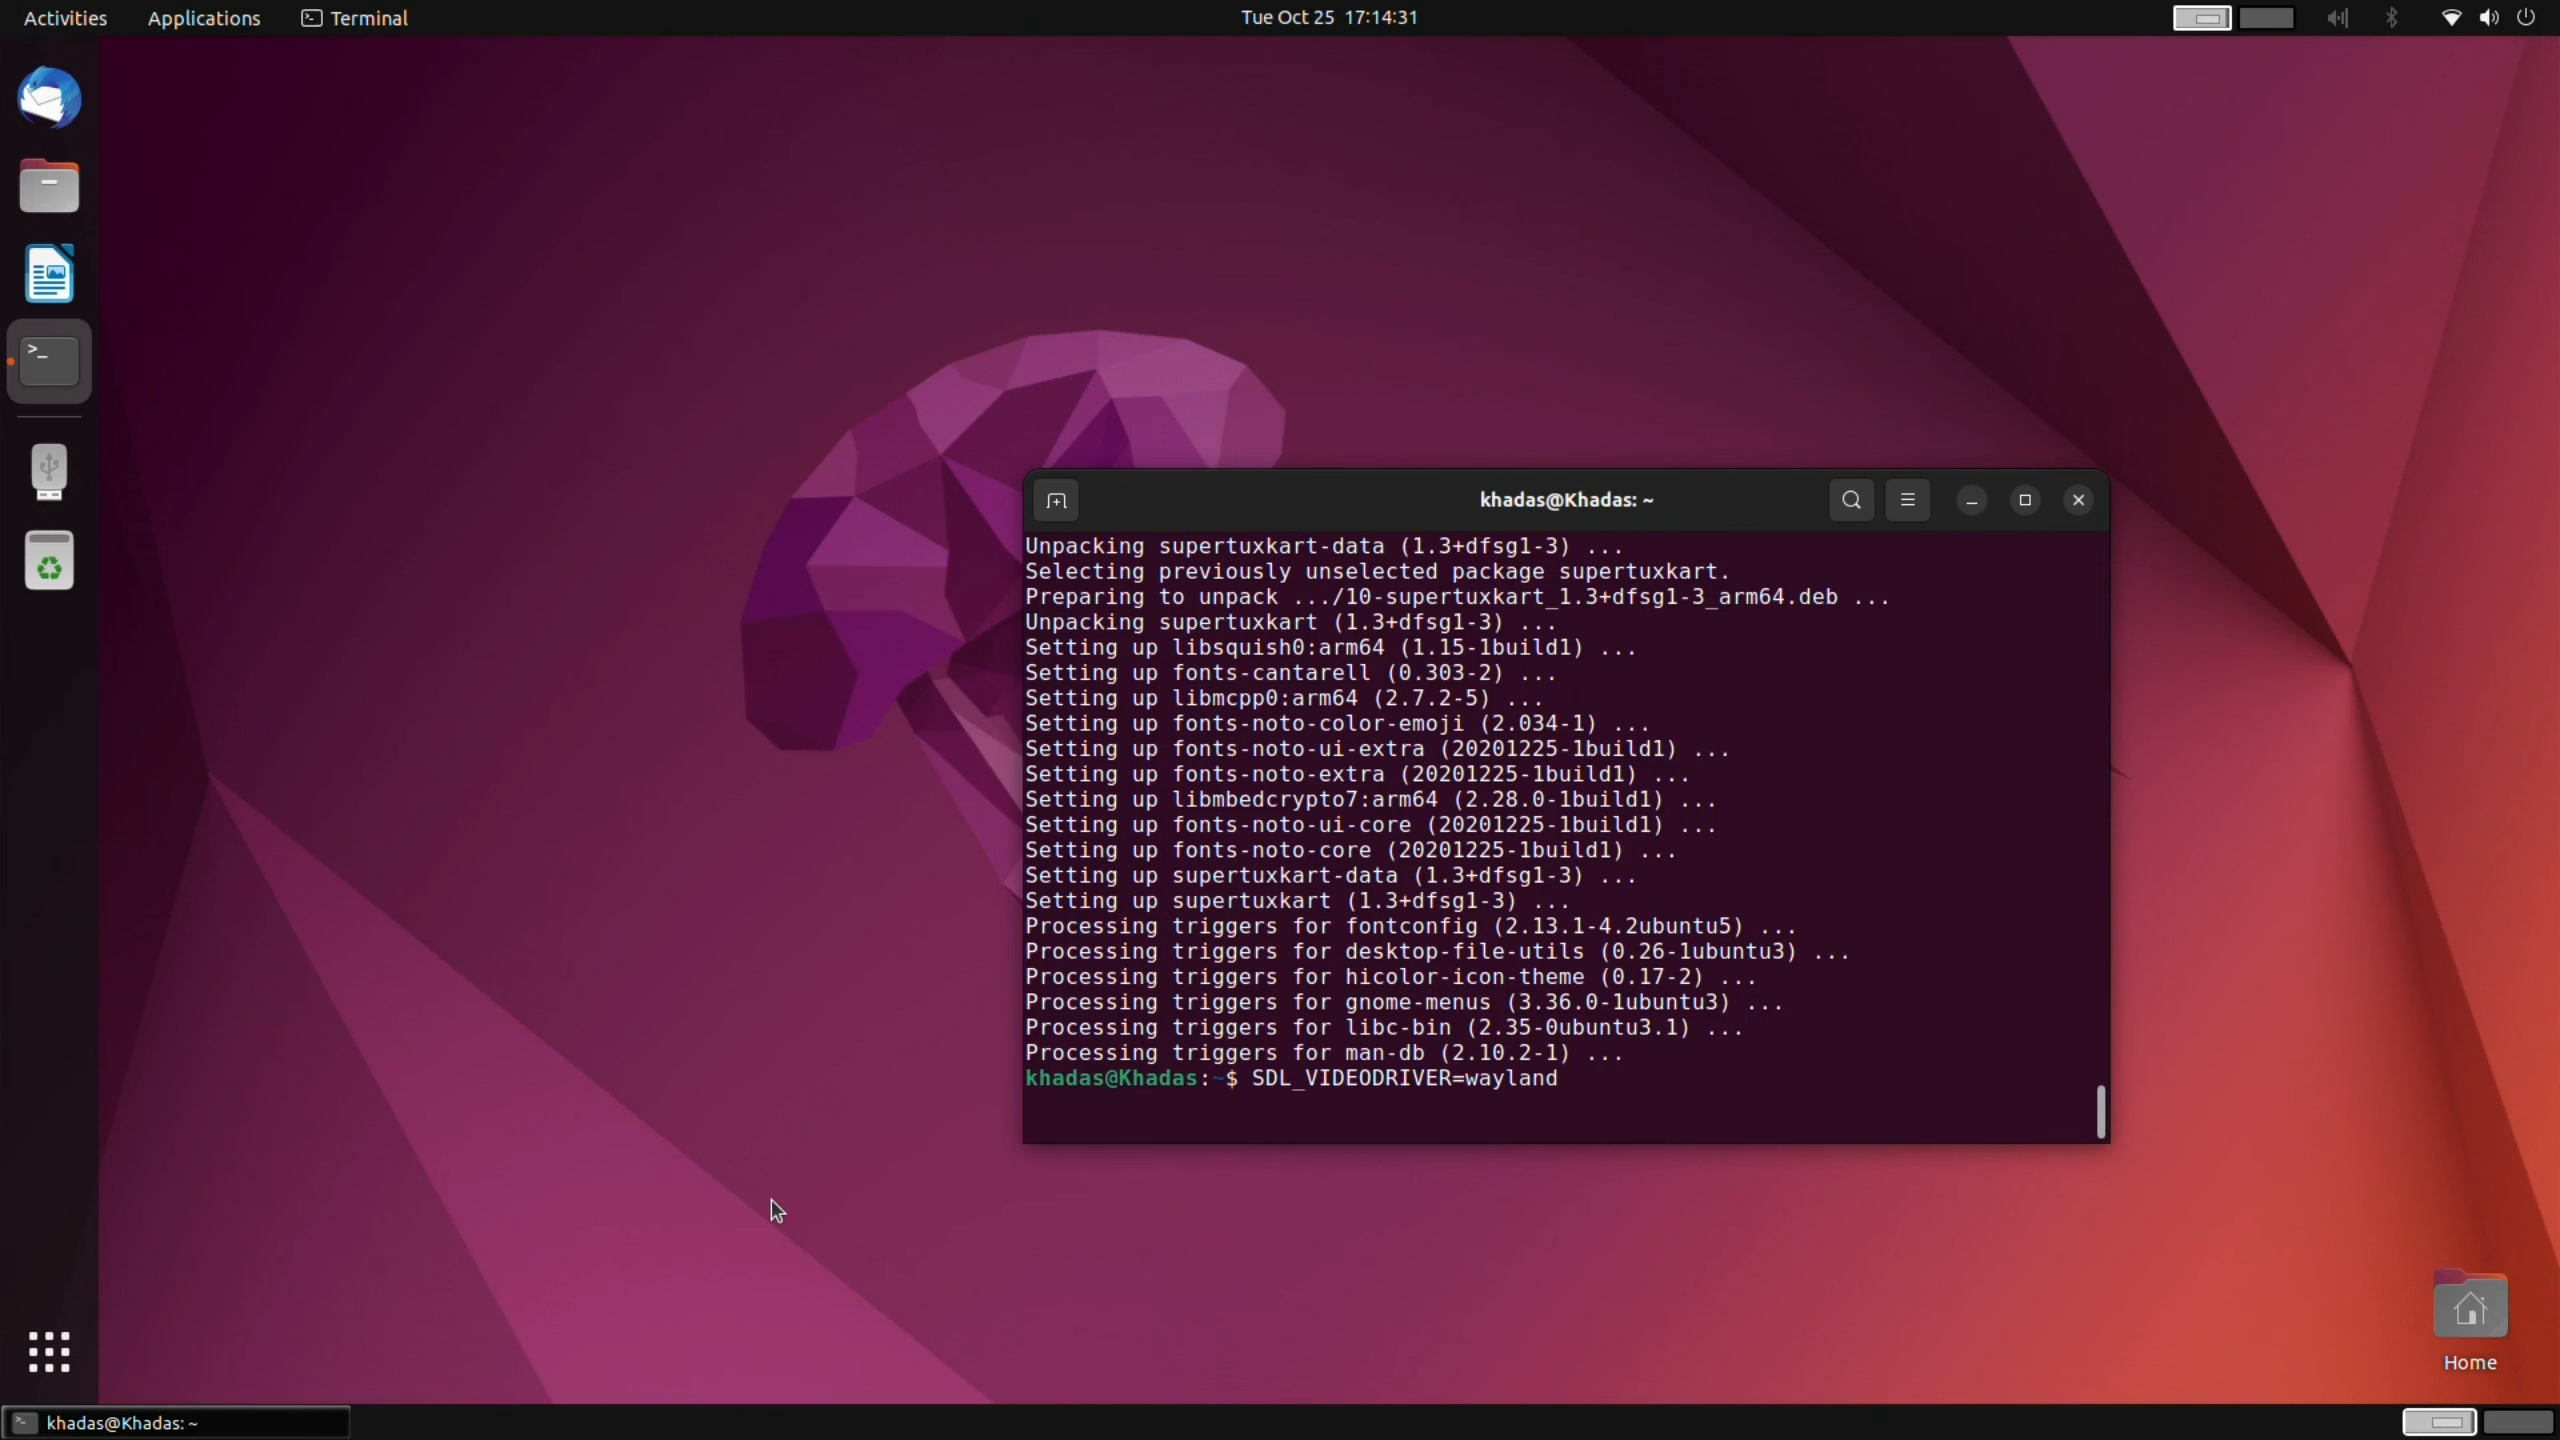 Activities Applications Terminal Tue Oct 25 17:14:31
khadas@Khadas: ~
Unpacking supertuxkart-data (1.3+dfsg1-3) ...
Selecting previously unselected package supertuxkart.
Preparing to unpack .../10-supertuxkart_1.3+dfsg1-3_arm64.deb ...
Unpacking supertuxkart (1.3+dfsg1-3) ...
Setting up libsquish0:arm64 (1.15-1build1) ...
Setting up fonts-cantarell (0.303-2) ...
Setting up libmcpp0:arm64 (2.7.2-5) ...
Setting up fonts-noto-color-emoji (2.034-1) ...
Setting up fonts-noto-ui-extra (20201225-1build1) ...
Setting up fonts-noto-extra (20201225-1build1) ...
Setting up libmbedcrypto7:arm64 (2.28.0-1build1) ...
Setting up fonts-noto-ui-core (20201225-1build1) ...
Setting up fonts-noto-core (20201225-1build1) ...
Setting up supertuxkart-data (1.3+dfsg1-3) ...
Setting up supertuxkart (1.3+dfsg1-3) ...
Processing triggers for fontconfig (2.13.1-4.2ubuntu5) ...
Processing triggers for desktop-file-utils (0.26-1ubuntu3) ...
Processing triggers for hicolor-icon-theme (0.17-2) ...
Processing triggers for gnome-menus (3.36.0-1ubuntu3) ...
Processing triggers for libc-bin (2.35-0ubuntu3.1) ...
Processing triggers for man-db (2.10.2-1) ...
khadas@Khadas:~$ SDL_VIDEODRIVER=wayland
Home
khadas@Khadas: ~